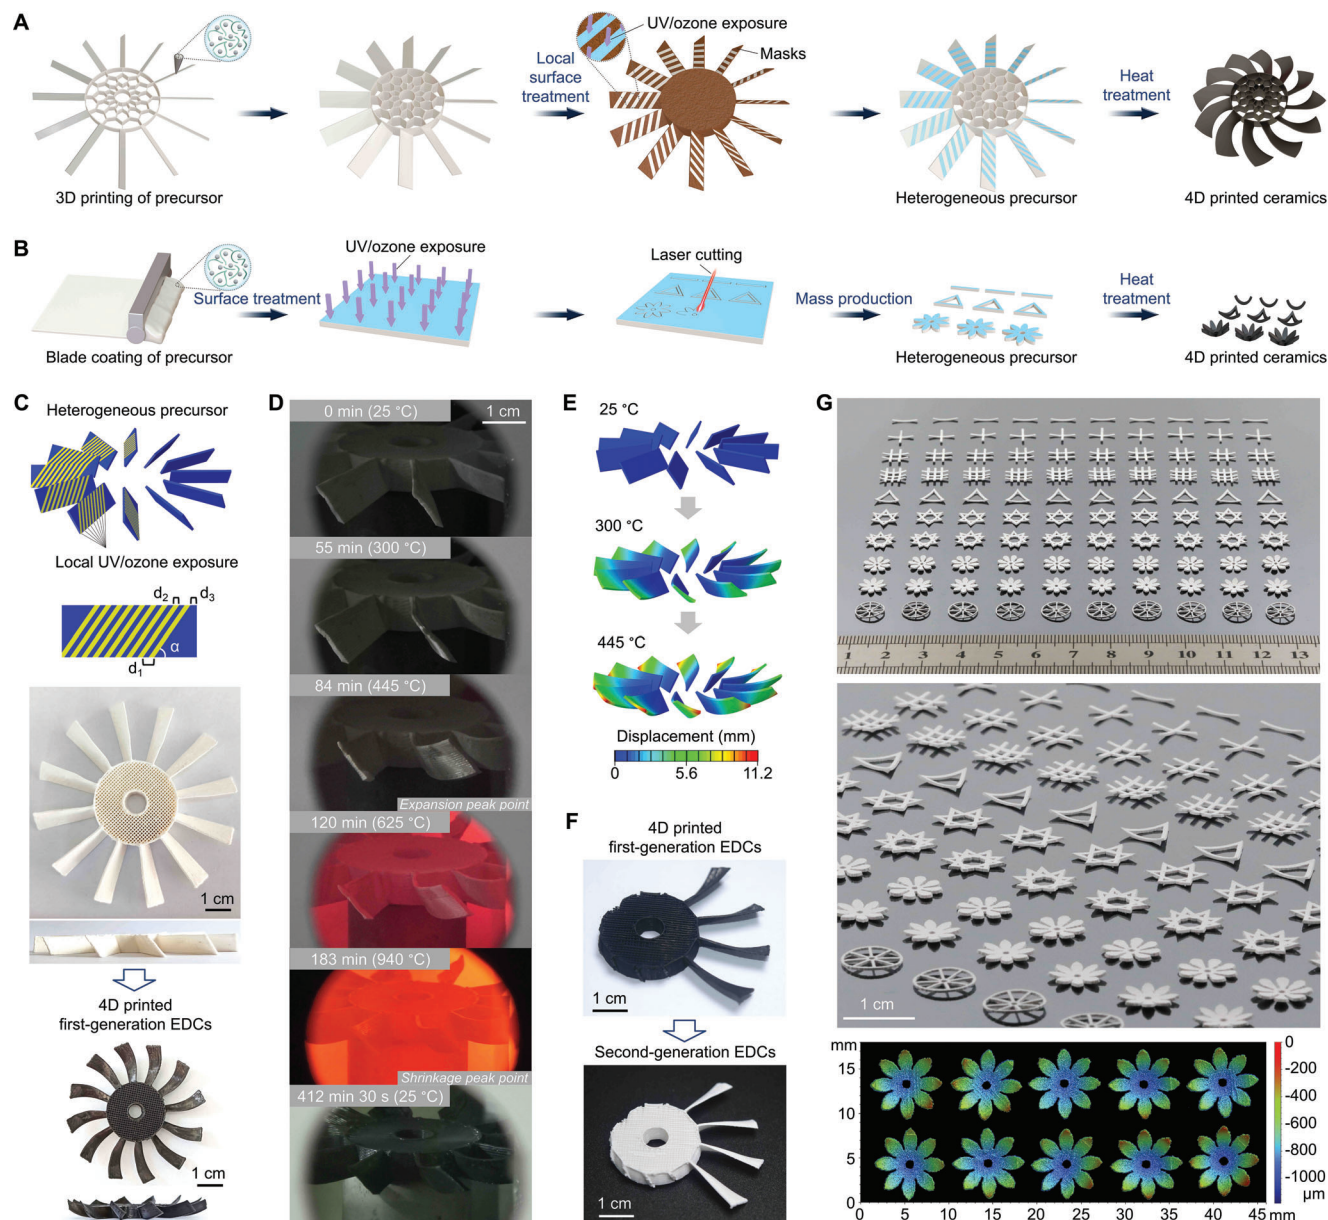 A
UV/ozone exposure
Local
surface
treatment
Masks
Heat
treatment
3D printing of precursor
Heterogeneous precursor
4D printed ceramics
B
UV/ozone exposure
Surface treatment
Laser cutting
Mass production
Heat
treatment
Blade coating of precursor
Heterogeneous precursor
4D printed ceramics
C
Heterogeneous precursor
Local UV/ozone exposure
d2 d3
α
d1
1 cm
4D printed
first-generation EDCs
1 cm
D
0 min (25 °C)
1 cm
55 min (300 °C)
84 min (445 °C)
Expansion peak point
120 min (625 °C)
183 min (940 °C)
Shrinkage peak point
412 min 30 s (25 °C)
E
25 °C
300 °C
445 °C
Displacement (mm)
0 5.6 11.2
F
4D printed
first-generation EDCs
1 cm
Second-generation EDCs
1 cm
G
1 2 3 4 5 6 7 8 9 10 11 12 13
1 cm
mm
15
10
5
0
0 5 10 15 20 25 30 35 40 45 mm
0
-200
-400
-600
-800
-1000
μm